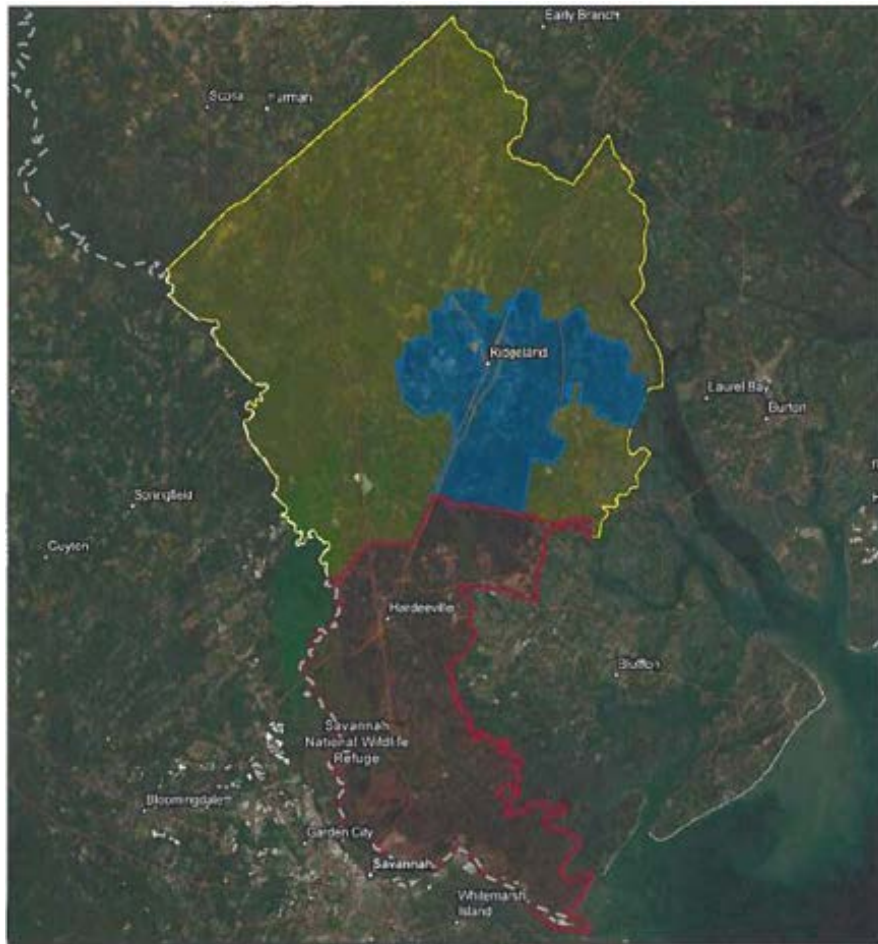 Early Branch
Scotia
Furman
Ridgeland
Laurel Bay
Burton
Springfield
Guyton
Hardeeville
Bluffton
Savannah
National Wildlife
Refuge
Bloomingdale
Garden City
Savannah
Whitemarsh
Island